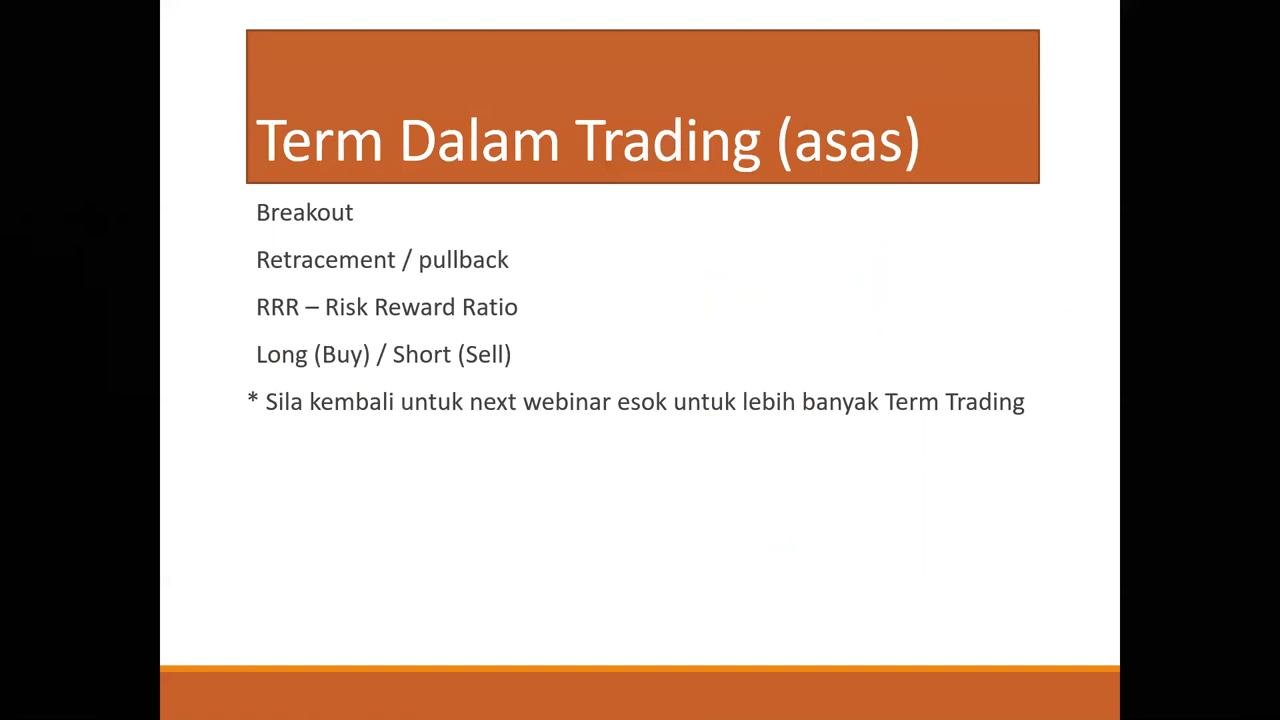 Term Dalam Trading (asas)
Breakout
Retracement / pullback
RRR – Risk Reward Ratio
Long (Buy) / Short (Sell)
* Sila kembali untuk next webinar esok untuk lebih banyak Term Trading